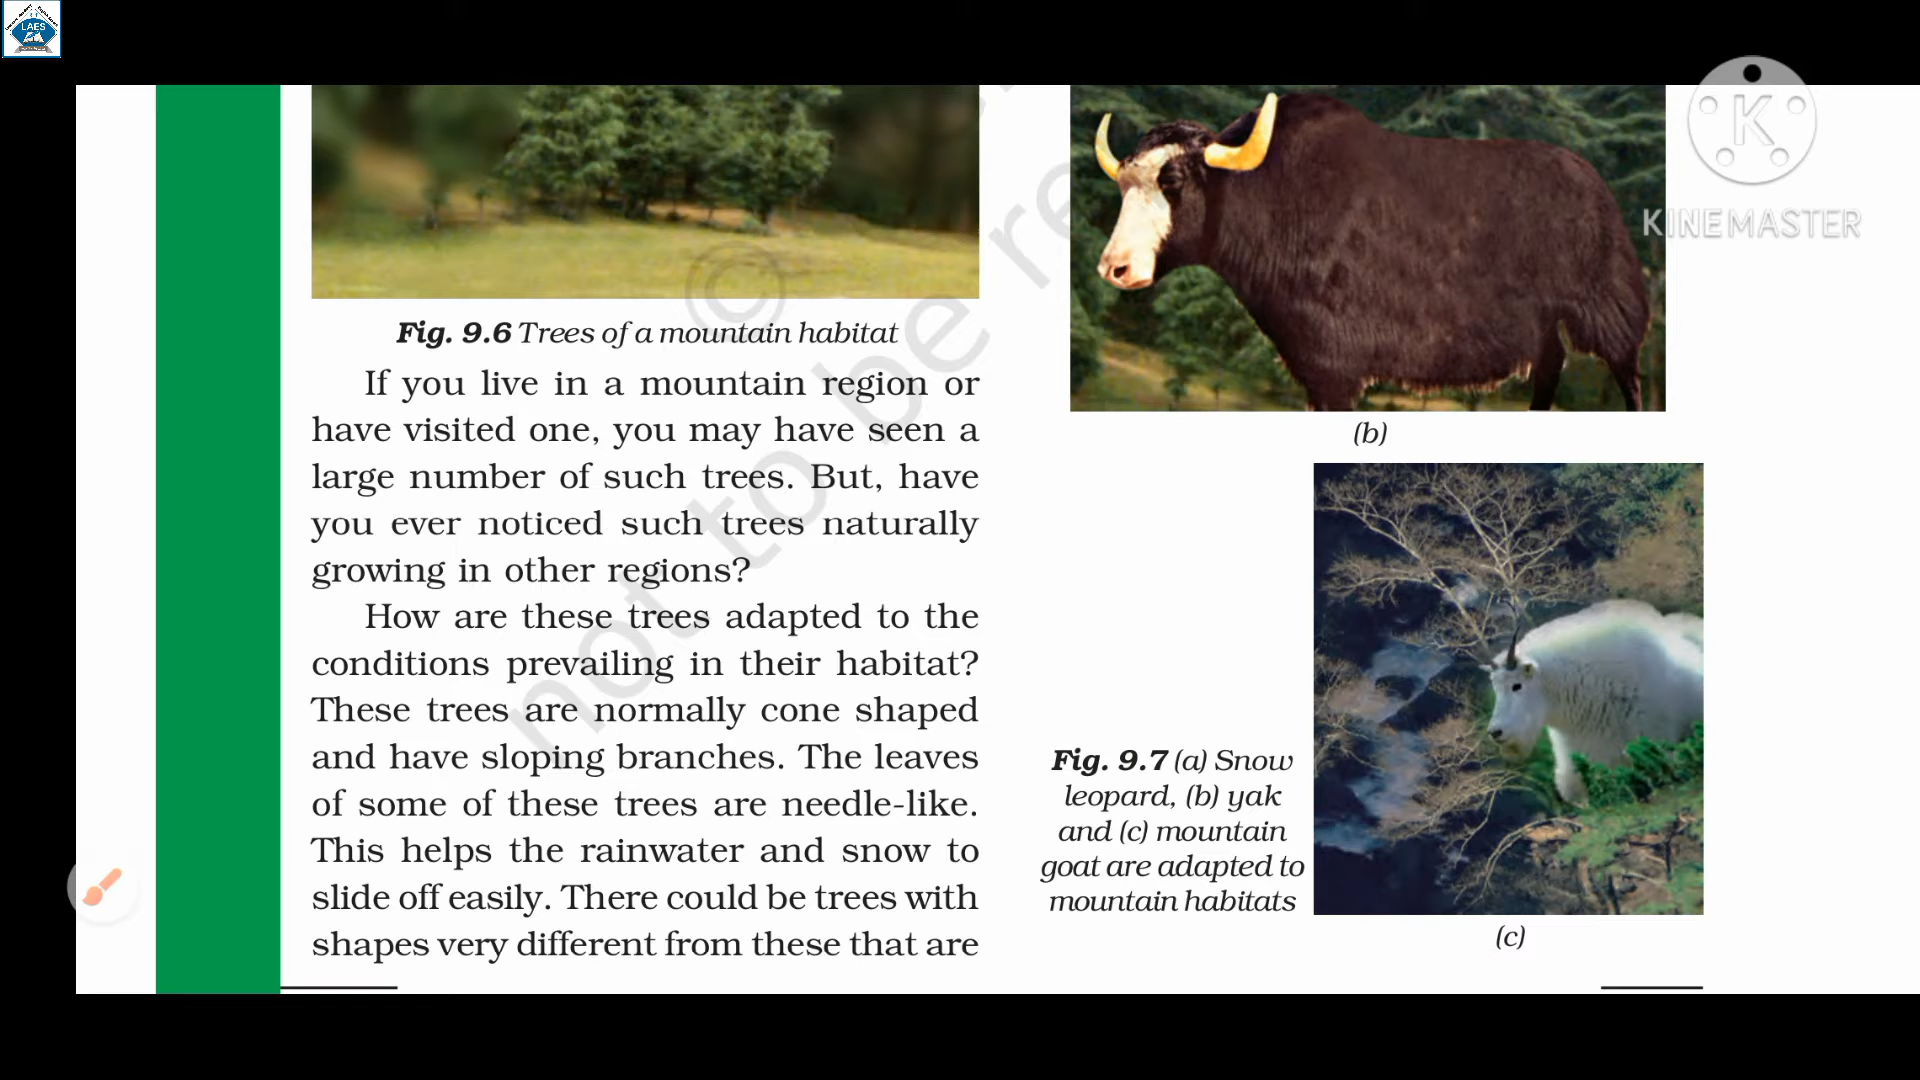 LAES
KINEMASTER
Fig. 9.6 Trees of a mountain habitat
If you live in a mountain region or
have visited one, you may have seen a
large number of such trees. But, have
you ever noticed such trees naturally
growing in other regions?
How are these trees adapted to the
conditions prevailing in their habitat?
These trees are normally cone shaped
and have sloping branches. The leaves
of some of these trees are needle-like.
This helps the rainwater and snow to
slide off easily. There could be trees with
shapes very different from these that are
© not to be re
(b)
Fig. 9.7 (a) Snow
leopard, (b) yak
and (c) mountain
goat are adapted to
mountain habitats
(c)